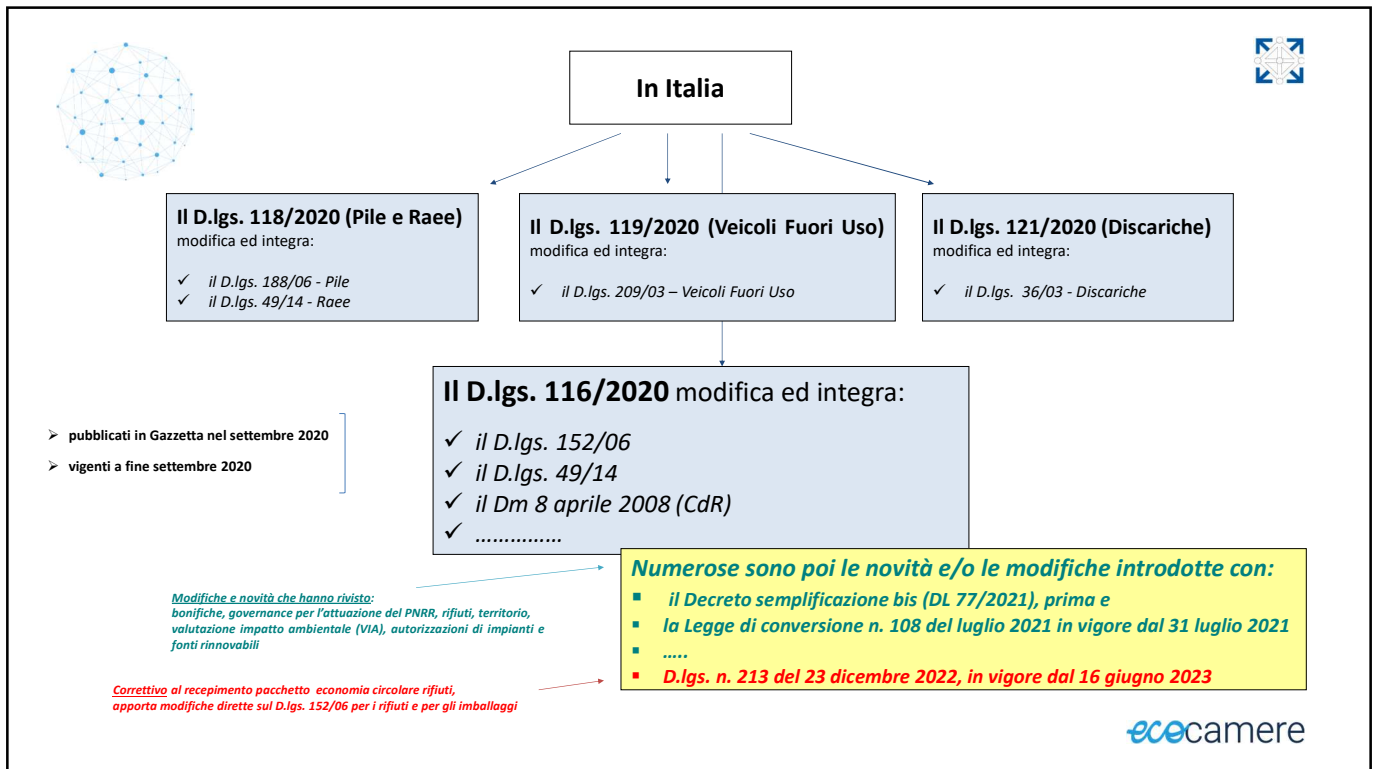 In Italia
Il D.lgs. 118/2020 (Pile e Raee)
modifica ed integra:
✓ il D.lgs. 188/06 - Pile
✓ il D.lgs. 49/14 - Raee
Il D.lgs. 119/2020 (Veicoli Fuori Uso)
modifica ed integra:
✓ il D.lgs. 209/03 – Veicoli Fuori Uso
Il D.lgs. 121/2020 (Discariche)
modifica ed integra:
✓ il D.lgs. 36/03 - Discariche
Il D.lgs. 116/2020 modifica ed integra:
✓ il D.lgs. 152/06
✓ il D.lgs. 49/14
✓ il Dm 8 aprile 2008 (CdR)
✓ ……………
➢ pubblicati in Gazzetta nel settembre 2020
➢ vigenti a fine settembre 2020
Numerose sono poi le novità e/o le modifiche introdotte con:
▪ il Decreto semplificazione bis (DL 77/2021), prima e
▪ la Legge di conversione n. 108 del luglio 2021 in vigore dal 31 luglio 2021
▪ …..
▪ D.lgs. n. 213 del 23 dicembre 2022, in vigore dal 16 giugno 2023
Modifiche e novità che hanno rivisto:
bonifiche, governance per l'attuazione del PNRR, rifiuti, territorio,
valutazione impatto ambientale (VIA), autorizzazioni di impianti e
fonti rinnovabili
Correttivo al recepimento pacchetto economia circolare rifiuti,
apporta modifiche dirette sul D.lgs. 152/06 per i rifiuti e per gli imballaggi
ecocamere